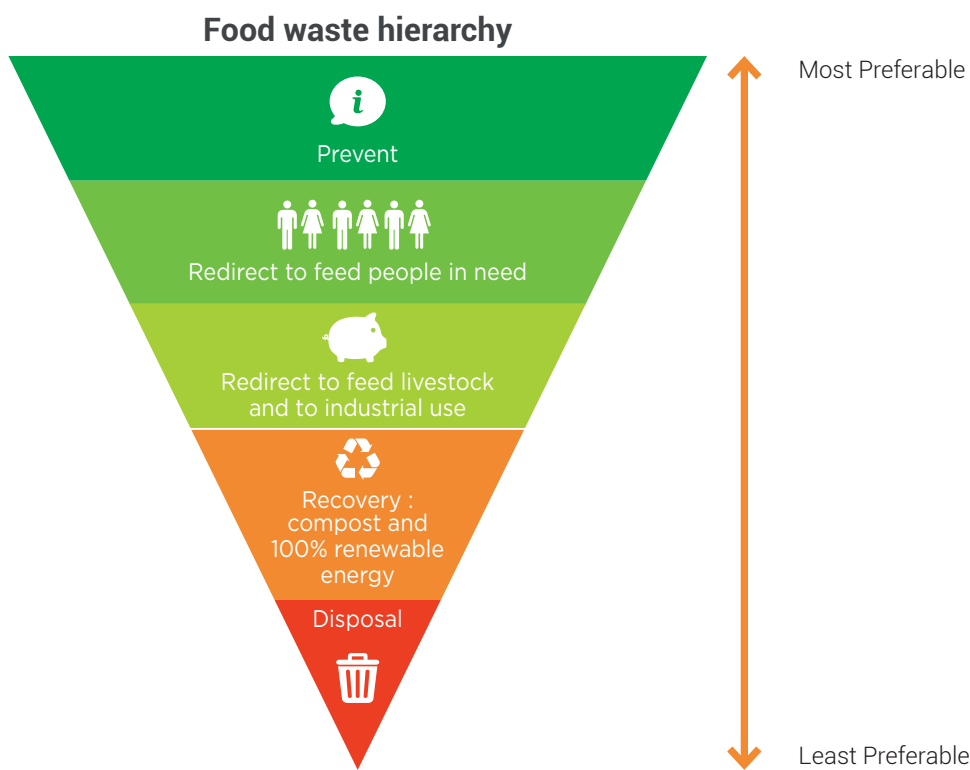 Food waste hierarchy
Most Preferable
i
Prevent
Redirect to feed people in need
Redirect to feed livestock
and to industrial use
Recovery :
compost and
100% renewable
energy
Disposal
Least Preferable